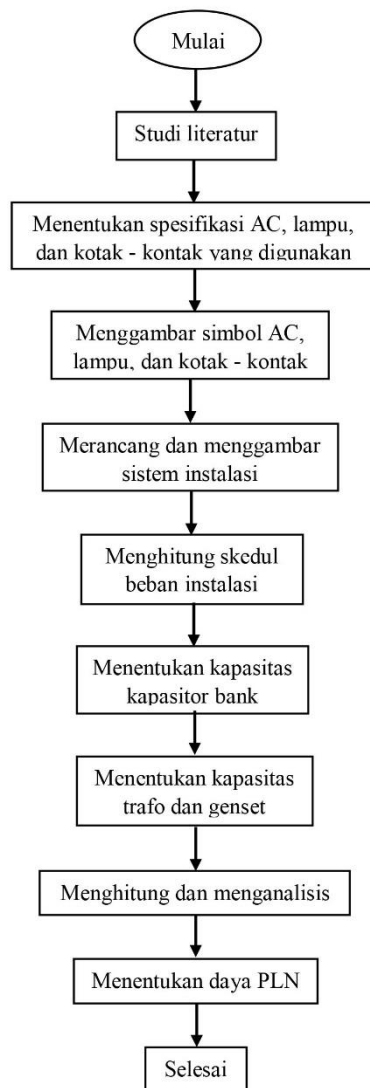 Mulai
Studi literatur
Menentukan spesifikasi AC, lampu,
dan kotak - kontak yang digunakan
Menggambar simbol AC,
lampu, dan kotak - kontak
Merancang dan menggambar
sistem instalasi
Menghitung skedul
beban instalasi
Menentukan kapasitas
kapasitor bank
Menentukan kapasitas
trafo dan genset
Menghitung dan menganalisis
Menentukan daya PLN
Selesai